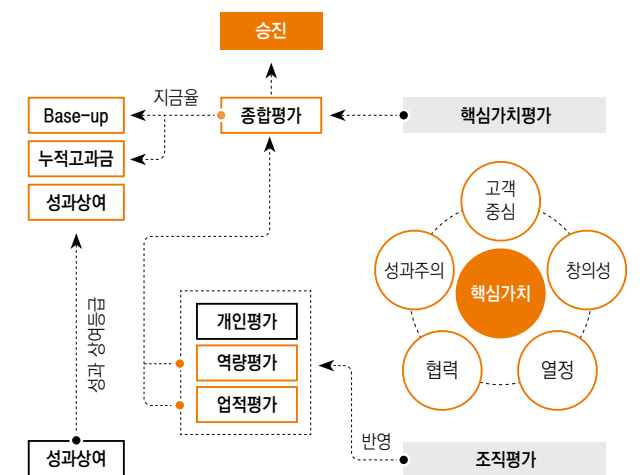 승진
지금율
Base-up
종합평가
핵심가치평가
누적고과금
성과상여
고객
중심
성과주의
창의성
핵심가치
협력
열정
성과 상여등급
개인평가
역량평가
업적평가
반영
성과상여
조직평가